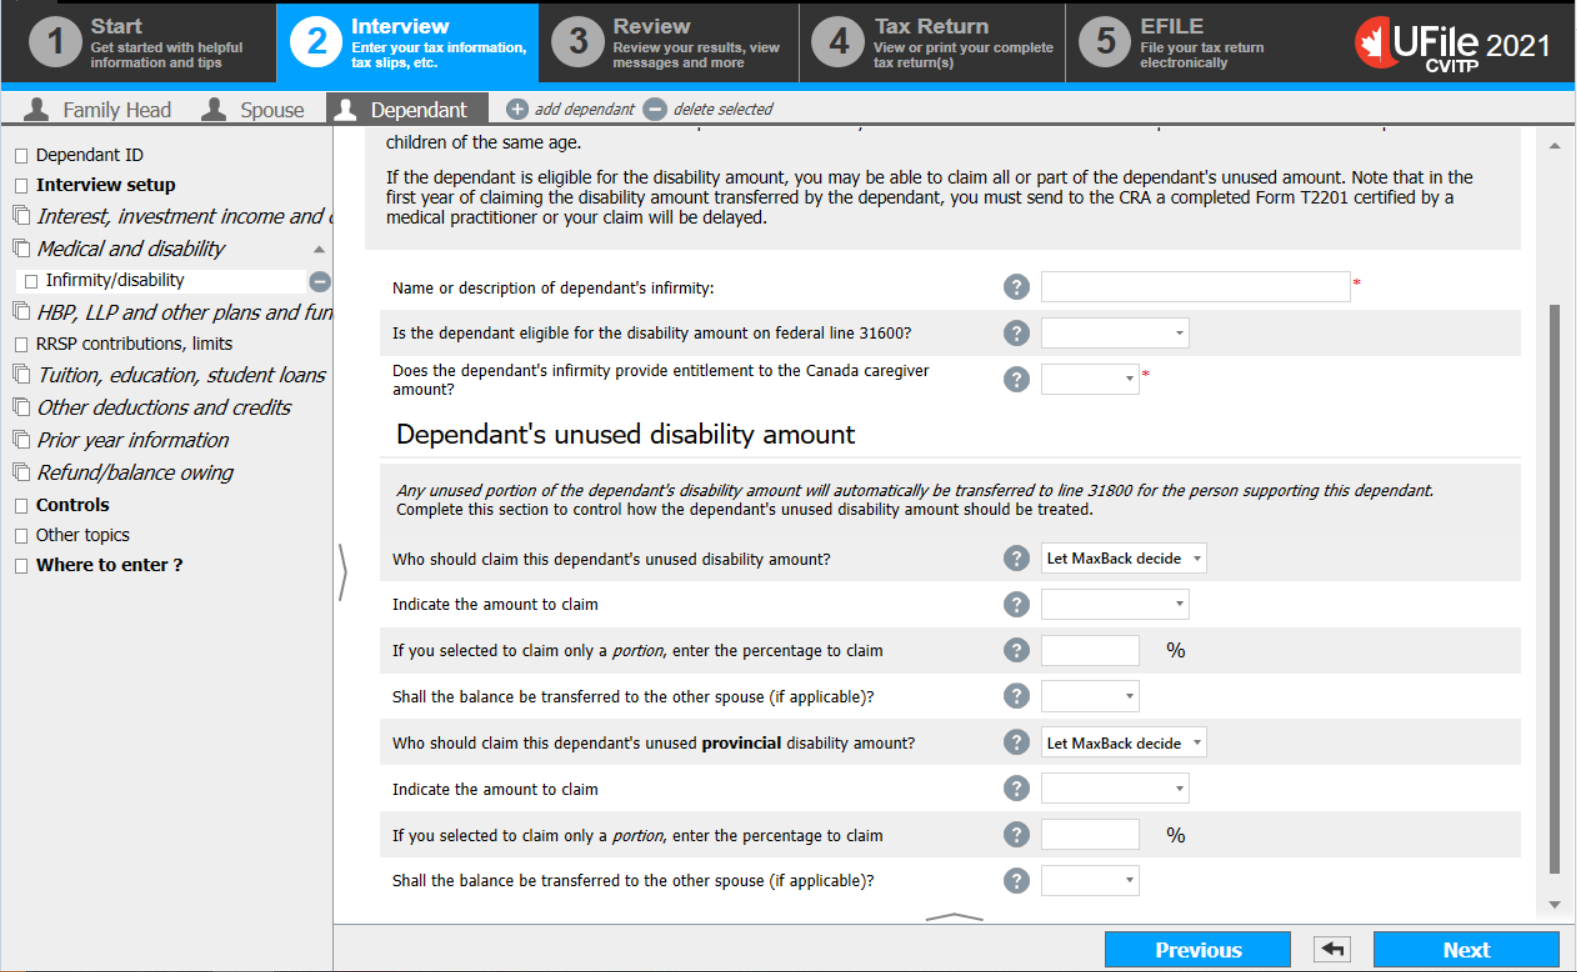 1
Start
Get started with helpful
information and tips
2
Interview
Enter your tax information,
tax slips, etc.
3
Review
Review your results, view
messages and more
4
Tax Return
View or print your complete
tax return(s)
5
EFILE
File your tax return
electronically
UFile 2021
CVITP
Family Head
Spouse
Dependant
add dependant
delete selected
Dependant ID
Interview setup
Interest, investment income and
Medical and disability
Infirmity/disability
HBP, LLP and other plans and fun
RRSP contributions, limits
Tuition, education, student loans
Other deductions and credits
Prior year information
Refund/balance owing
Controls
Other topics
Where to enter ?
children of the same age.
If the dependant is eligible for the disability amount, you may be able to claim all or part of the dependant's unused amount. Note that in the
first year of claiming the disability amount transferred by the dependant, you must send to the CRA a completed Form T2201 certified by a
medical practitioner or your claim will be delayed.
Name or description of dependant's infirmity: ? *
Is the dependant eligible for the disability amount on federal line 31600? ?
Does the dependant's infirmity provide entitlement to the Canada caregiver
amount? ? *
Dependant's unused disability amount
Any unused portion of the dependant's disability amount will automatically be transferred to line 31800 for the person supporting this dependant.
Complete this section to control how the dependant's unused disability amount should be treated.
Who should claim this dependant's unused disability amount? ? Let MaxBack decide
Indicate the amount to claim ?
If you selected to claim only a portion, enter the percentage to claim ? %
Shall the balance be transferred to the other spouse (if applicable)? ?
Who should claim this dependant's unused provincial disability amount? ? Let MaxBack decide
Indicate the amount to claim ?
If you selected to claim only a portion, enter the percentage to claim ? %
Shall the balance be transferred to the other spouse (if applicable)? ?
Previous
Next